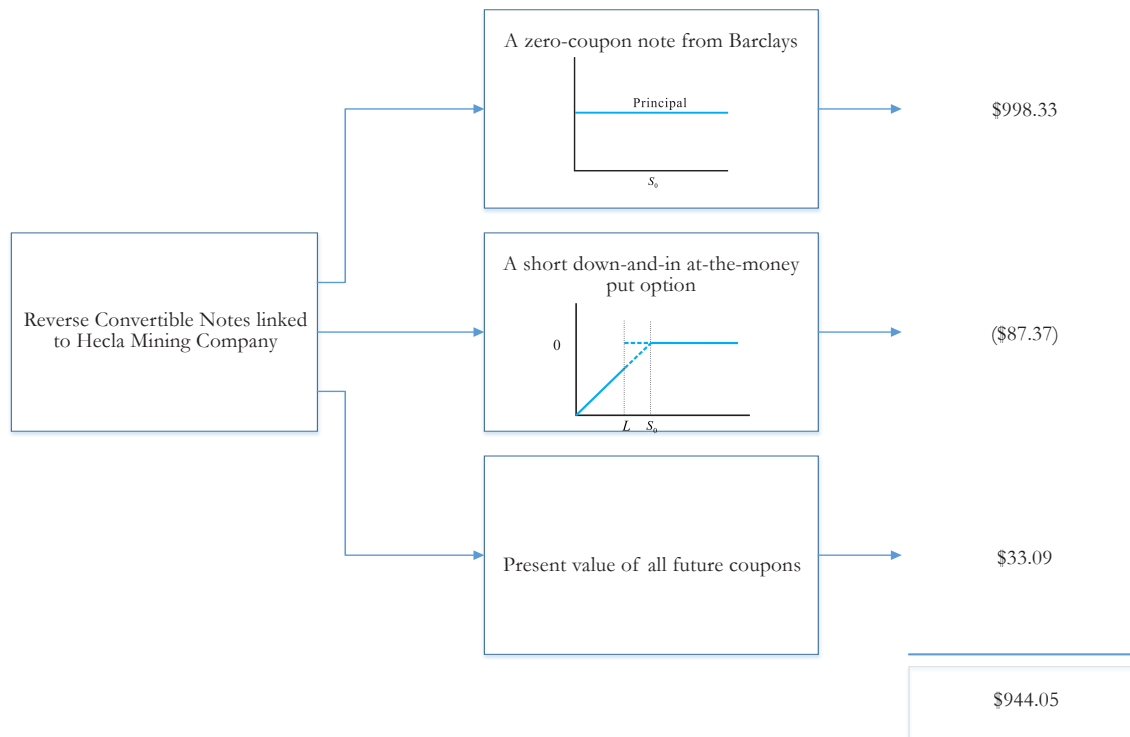 A zero-coupon note from Barclays
Principal
S₀
$998.33
Reverse Convertible Notes linked
to Hecla Mining Company
A short down-and-in at-the-money
put option
0
L S₀
($87.37)
Present value of all future coupons
$33.09
$944.05